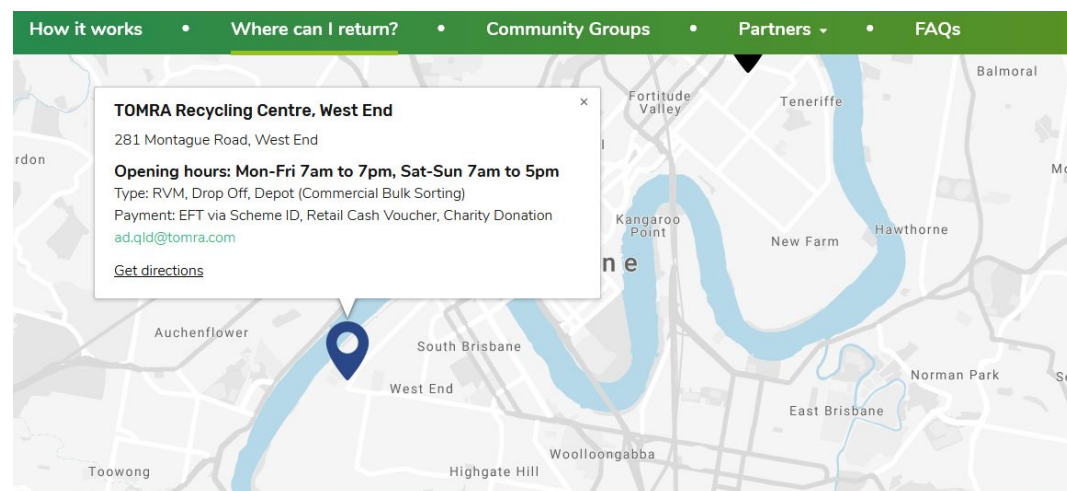 How it works • Where can I return? • Community Groups • Partners • FAQs
Balmoral
Fortitude
Valley
Teneriffe
TOMRA Recycling Centre, West End ×
281 Montague Road, West End
Opening hours: Mon-Fri 7am to 7pm, Sat-Sun 7am to 5pm
Type: RVM, Drop Off, Depot (Commercial Bulk Sorting)
Payment: EFT via Scheme ID, Retail Cash Voucher, Charity Donation
ad.qld@tomra.com
Get directions
rdon
Kangaroo
Point
Hawthorne
New Farm
ne
Auchenflower
South Brisbane
West End
Norman Park
East Brisbane
Woolloongabba
Toowong
Highgate Hill